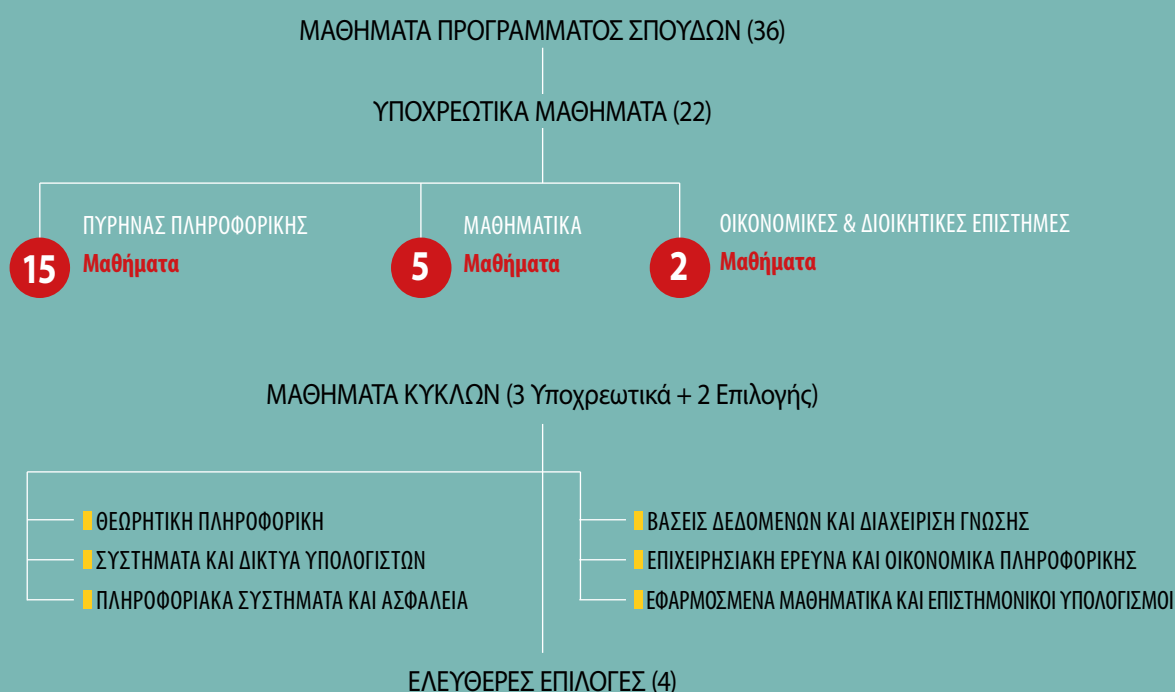 ΜΑΘΗΜΑΤΑ ΠΡΟΓΡΑΜΜΑΤΟΣ ΣΠΟΥΔΩΝ (36)
ΥΠΟΧΡΕΩΤΙΚΑ ΜΑΘΗΜΑΤΑ (22)
ΠΥΡΗΝΑΣ ΠΛΗΡΟΦΟΡΙΚΗΣ
15 Μαθήματα
ΜΑΘΗΜΑΤΙΚΑ
5 Μαθήματα
ΟΙΚΟΝΟΜΙΚΕΣ & ΔΙΟΙΚΗΤΙΚΕΣ ΕΠΙΣΤΗΜΕΣ
2 Μαθήματα
ΜΑΘΗΜΑΤΑ ΚΥΚΛΩΝ (3 Υποχρεωτικά + 2 Επιλογής)
ΘΕΩΡΗΤΙΚΗ ΠΛΗΡΟΦΟΡΙΚΗ
ΣΥΣΤΗΜΑΤΑ ΚΑΙ ΔΙΚΤΥΑ ΥΠΟΛΟΓΙΣΤΩΝ
ΠΛΗΡΟΦΟΡΙΑΚΑ ΣΥΣΤΗΜΑΤΑ ΚΑΙ ΑΣΦΑΛΕΙΑ
ΒΑΣΕΙΣ ΔΕΔΟΜΕΝΩΝ ΚΑΙ ΔΙΑΧΕΙΡΙΣΗ ΓΝΩΣΗΣ
ΕΠΙΧΕΙΡΗΣΙΑΚΗ ΕΡΕΥΝΑ ΚΑΙ ΟΙΚΟΝΟΜΙΚΑ ΠΛΗΡΟΦΟΡΙΚΗΣ
ΕΦΑΡΜΟΣΜΕΝΑ ΜΑΘΗΜΑΤΙΚΑ ΚΑΙ ΕΠΙΣΤΗΜΟΝΙΚΟΙ ΥΠΟΛΟΓΙΣΜΟΙ
ΕΛΕΥΘΕΡΕΣ ΕΠΙΛΟΓΕΣ (4)